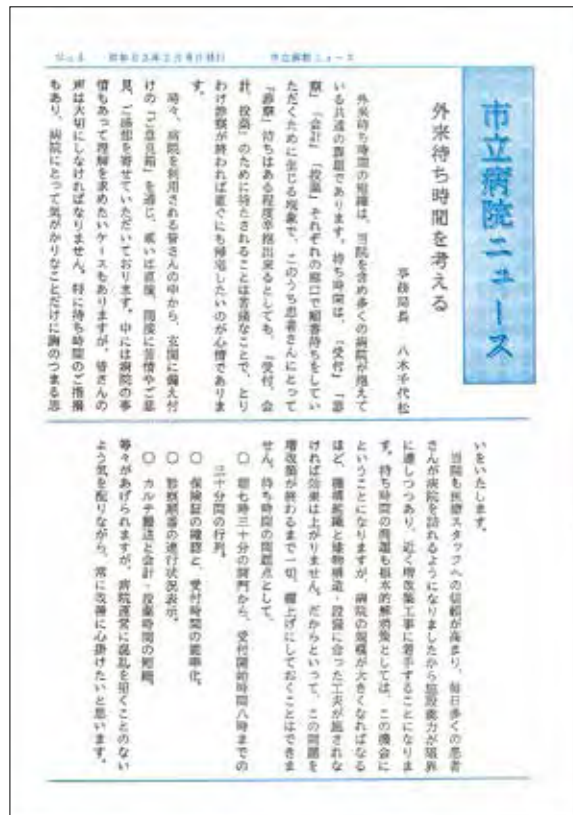 市立病院ニュース
外来待ち時間を考える
事務局長 八木千代松
外来待ち時間の短縮は、当院を含め多くの病院が抱えて
いる共通の課題であります。待ち時間は、「受付」「診
察」「会計」「投薬」それぞれの窓口で順番待ちをしてい
ただくために生じる現象で、このうち患者さんにとって
「診察」待ちはある程度辛抱出来るとしても、「受付、会
計、投薬」のために待たされることは苦痛なことで、とり
わけ診察が終われば直ぐにも帰宅したいのが心情でありま
す。
時々、病院を利用される皆さんの中から、玄関に備え付
けの「ご意見箱」を通じ、或いは直接、間接に苦情やご意
見、ご感想を寄せていただいております。中には病院の事
情もあって理解を求めたいケースもありますが、皆さんの
声は大切にしなければなりません。特に待ち時間のご指摘
もあり、病院にとって気がかりなことだけに胸のつまる思
いをいたします。
当院も医療スタッフへの信頼が高まり、毎日多くの患者
さんが病院を訪れるようになりましたから施設能力が限界
に達しつつあり、近く増改築工事に着手することになりま
す。待ち時間の問題も根本的解消策としては、この機会に
ということになりますが、病院の規模が大きくなればなる
ほど、機構組織と建物構造・設備に合った工夫が施されな
ければ効果は上がりません。だからといって、この問題を
増改築が終わるまで一切、棚上げにしておくことはできま
せん。待ち時間の問題点として、
○ 朝七時三十分の開門から、受付開始時間八時までの
三十分間の行列。
○ 保険証の確認と、受付時間の能率化。
○ 診察順番の進行状況表示。
○ カルテ搬送と会計・投薬時間の短縮。
等々があげられますが、病院運営に混乱を招くことのない
よう気を配りながら、常に改善に心掛けたいと思います。